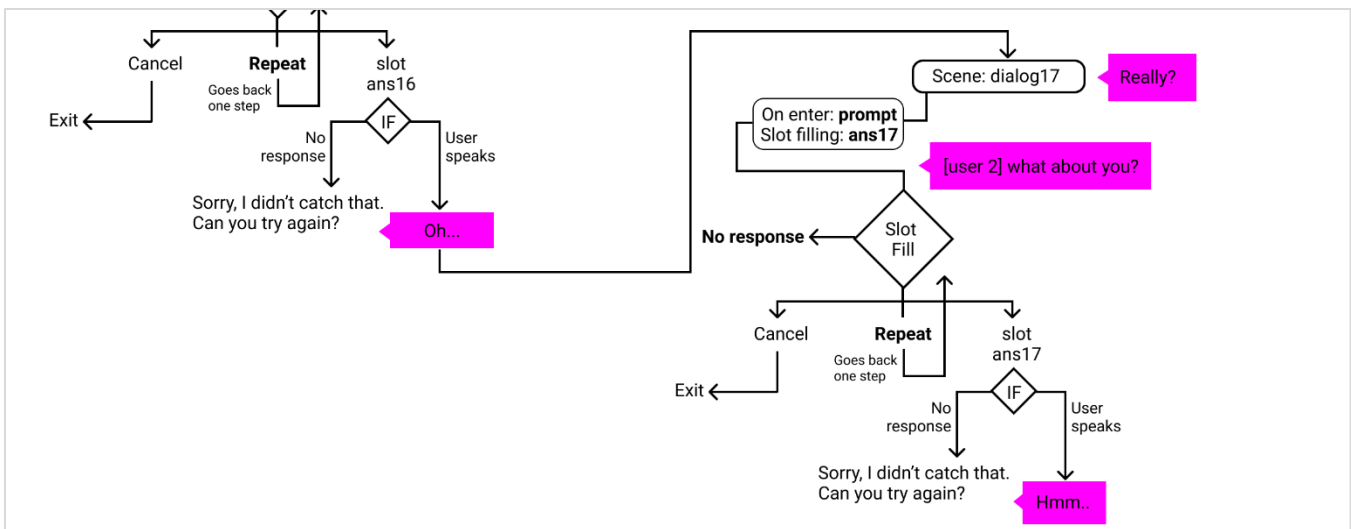 Cancel
Repeat
slot
ans16
Goes back
one step
Exit
IF
No
response
User
speaks
Sorry, I didn’t catch that.
Can you try again?
Oh...
Scene: dialog17
Really?
On enter: prompt
Slot filling: ans17
[user 2] what about you?
Slot
Fill
No response
Cancel
Repeat
slot
ans17
Goes back
one step
Exit
IF
No
response
User
speaks
Sorry, I didn’t catch that.
Can you try again?
Hmm..